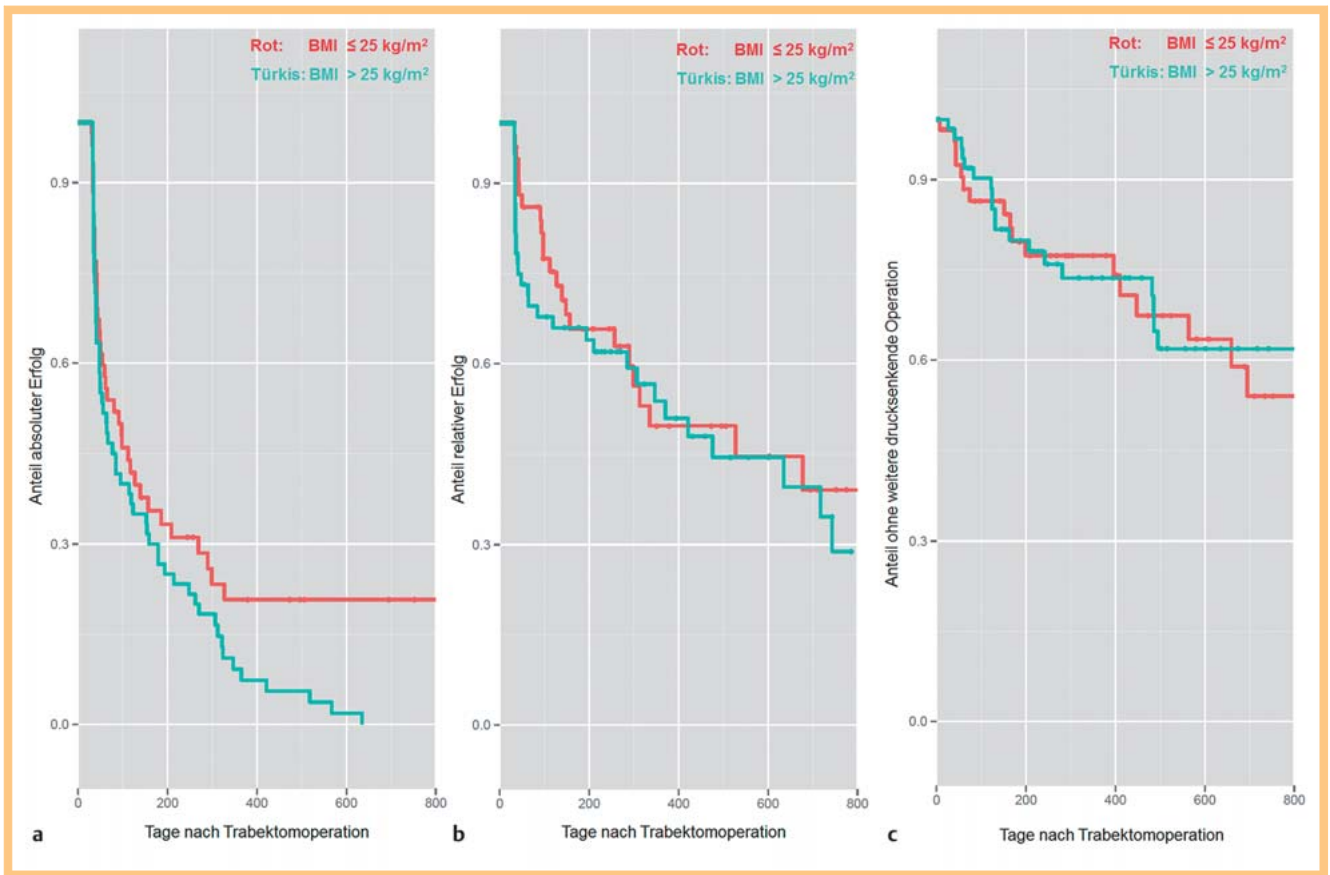 Rot: BMI ≤ 25 kg/m²
Türkis: BMI > 25 kg/m²
Anteil absoluter Erfolg
0.9
0.6
0.3
0.0
0 200 400 600 800
a Tage nach Trabektomoperation
Rot: BMI ≤ 25 kg/m²
Türkis: BMI > 25 kg/m²
Anteil relativer Erfolg
0.9
0.6
0.3
0.0
0 200 400 600 800
b Tage nach Trabektomoperation
Rot: BMI ≤ 25 kg/m²
Türkis: BMI > 25 kg/m²
Anteil ohne weitere drucksenkende Operation
0.9
0.6
0.3
0.0
0 200 400 600 800
c Tage nach Trabektomoperation